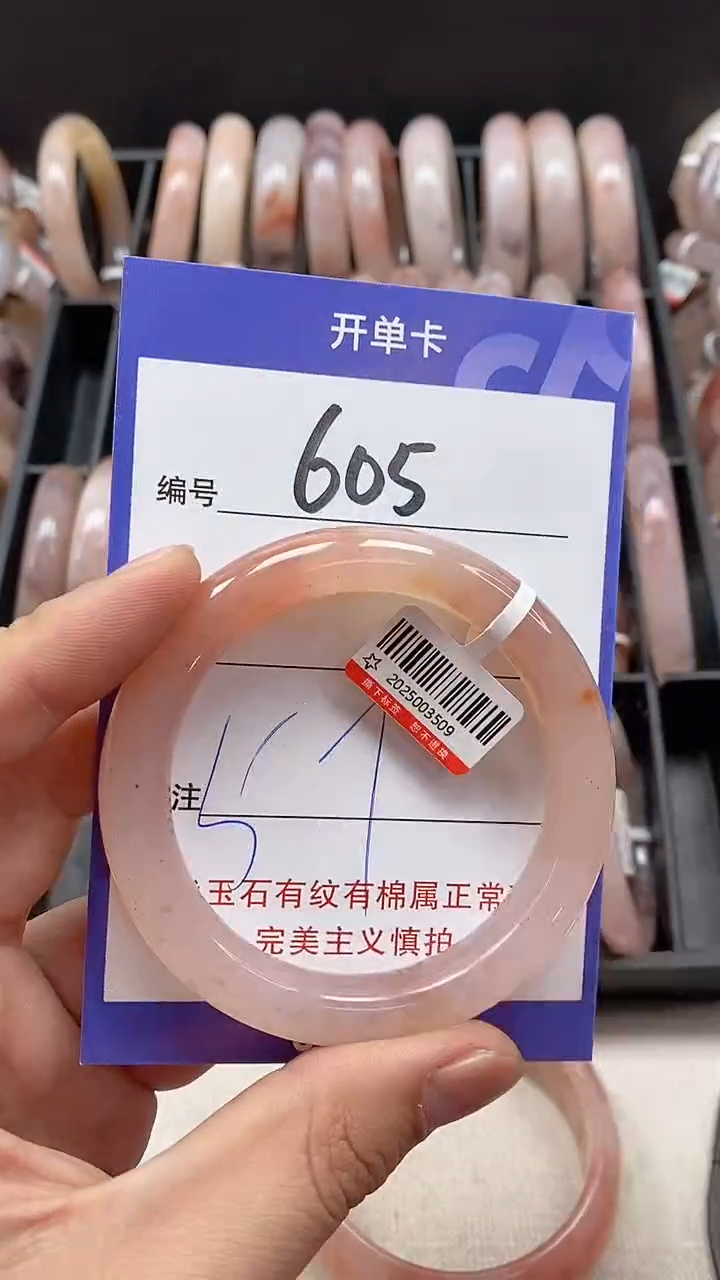 开单卡
编号 605
☆ 2025003509
撕下标签 恕不退换
注 51
玉石有纹有棉属正常
完美主义慎拍